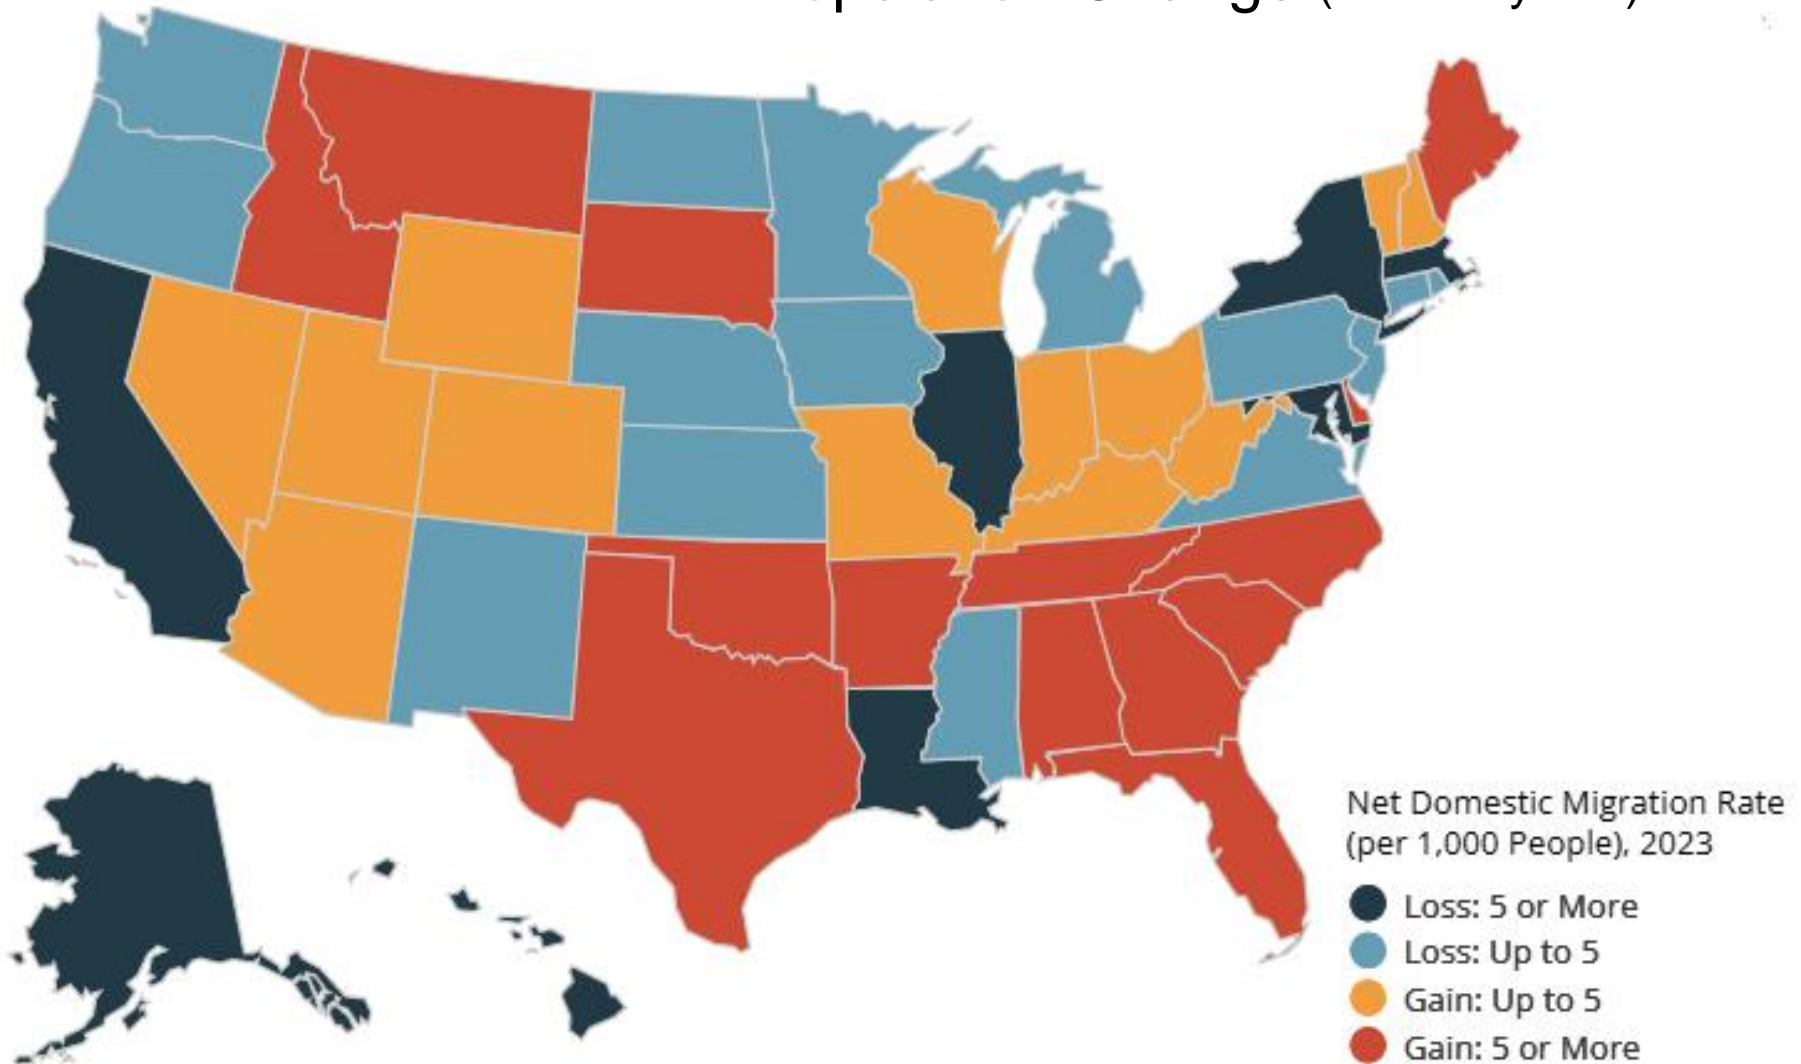 Net Domestic Migration Rate
(per 1,000 People), 2023
Loss: 5 or More
Loss: Up to 5
Gain: Up to 5
Gain: 5 or More